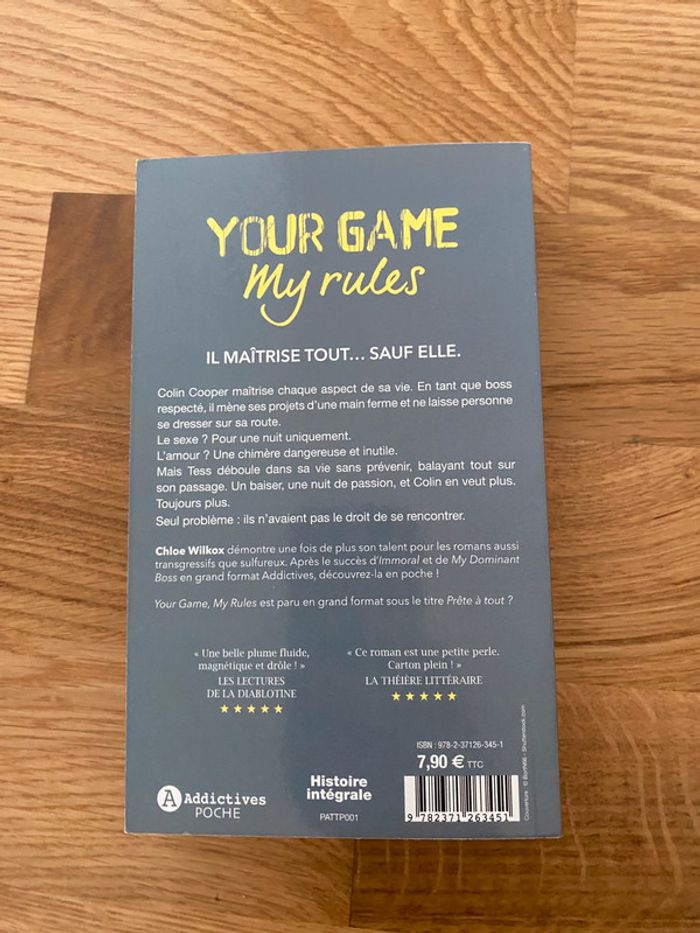 YOUR GAME
My rules
IL MAÎTRISE TOUT... SAUF ELLE.
Colin Cooper maîtrise chaque aspect de sa vie. En tant que boss
respecté, il mène ses projets d'une main ferme et ne laisse personne
se dresser sur sa route.
Le sexe ? Pour une nuit uniquement.
L'amour ? Une chimère dangereuse et inutile.
Mais Tess déboule dans sa vie sans prévenir, balayant tout sur
son passage. Un baiser, une nuit de passion, et Colin en veut plus.
Toujours plus.
Seul problème : ils n'avaient pas le droit de se rencontrer.
Chloe Wilkox démontre une fois de plus son talent pour les romans aussi
transgressifs que sulfureux. Après le succès d'Immoral et de My Dominant
Boss en grand format Addictives, découvrez-la en poche !
Your Game, My Rules est paru en grand format sous le titre Prête à tout ?
« Une belle plume fluide,
magnétique et drôle ! »
LES LECTURES
DE LA DIABLOTINE
★★★★★
« Ce roman est une petite perle.
Carton plein ! »
LA THÉIÈRE LITTÉRAIRE
★★★★★
ISBN : 978-2-37126-345-1
7,90 € TTC
9 782371 263451
Histoire
intégrale
PATTP001
A Addictives
POCHE
Couverture : © - Shutterstock.com